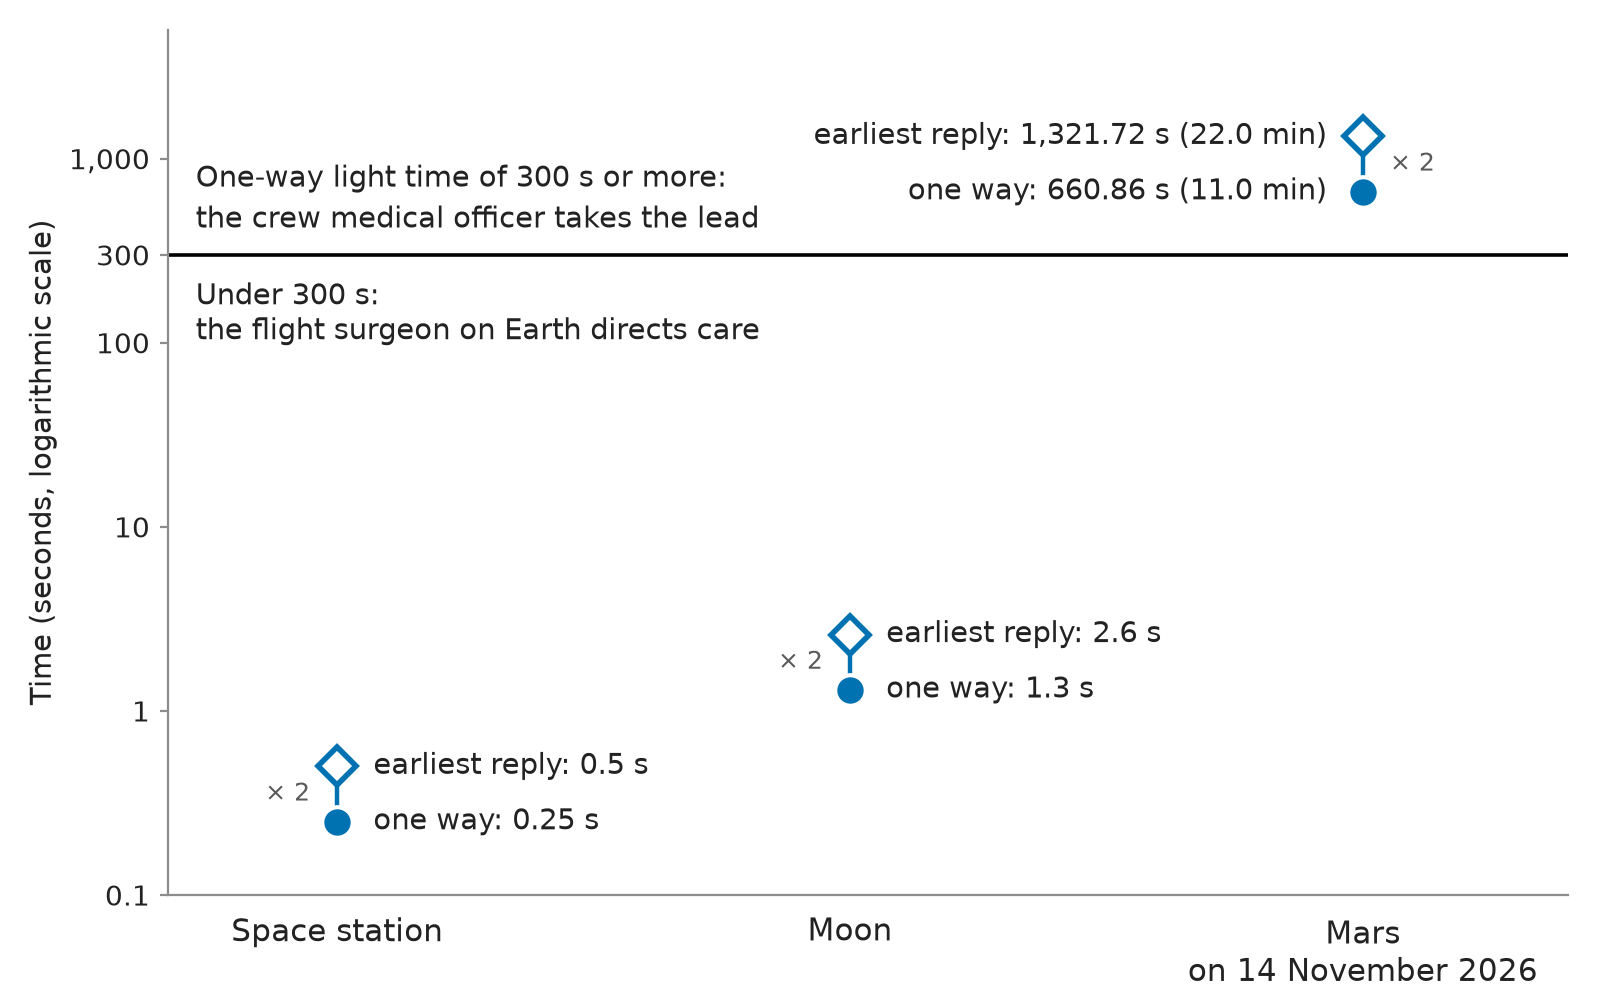 earliest reply: 1,321.72 s (22.0 min)
× 2
one way: 660.86 s (11.0 min)
1,000
One-way light time of 300 s or more:
the crew medical officer takes the lead
300
Under 300 s:
the flight surgeon on Earth directs care
100
Time (seconds, logarithmic scale)
10
earliest reply: 2.6 s
× 2
one way: 1.3 s
1
earliest reply: 0.5 s
× 2
one way: 0.25 s
0.1
Space station
Moon
Mars
on 14 November 2026